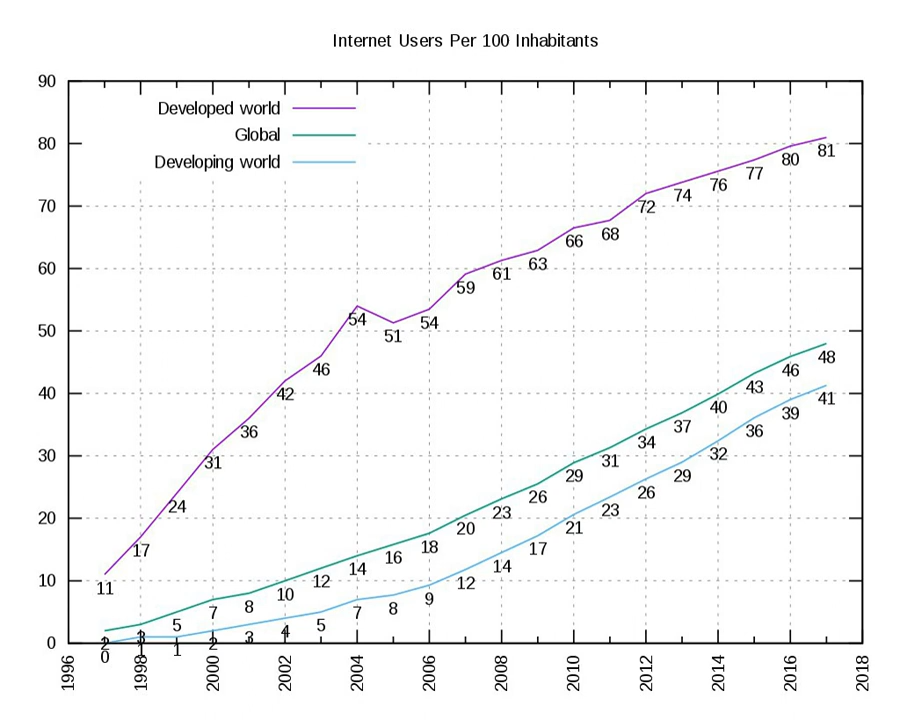 Internet Users Per 100 Inhabitants
90
80
70
60
50
40
30
20
10
0
Developed world
Global
Developing world
11 17 24 31 36 42 46 54 51 54 59 61 63 66 68 72 74 76 77 80 81
2 3 5 7 8 10 12 14 16 18 20 23 26 29 31 34 37 40 43 46 48
0 1 1 2 3 4 5 7 8 9 12 14 17 21 23 26 29 32 36 39 41
1996 1998 2000 2002 2004 2006 2008 2010 2012 2014 2016 2018